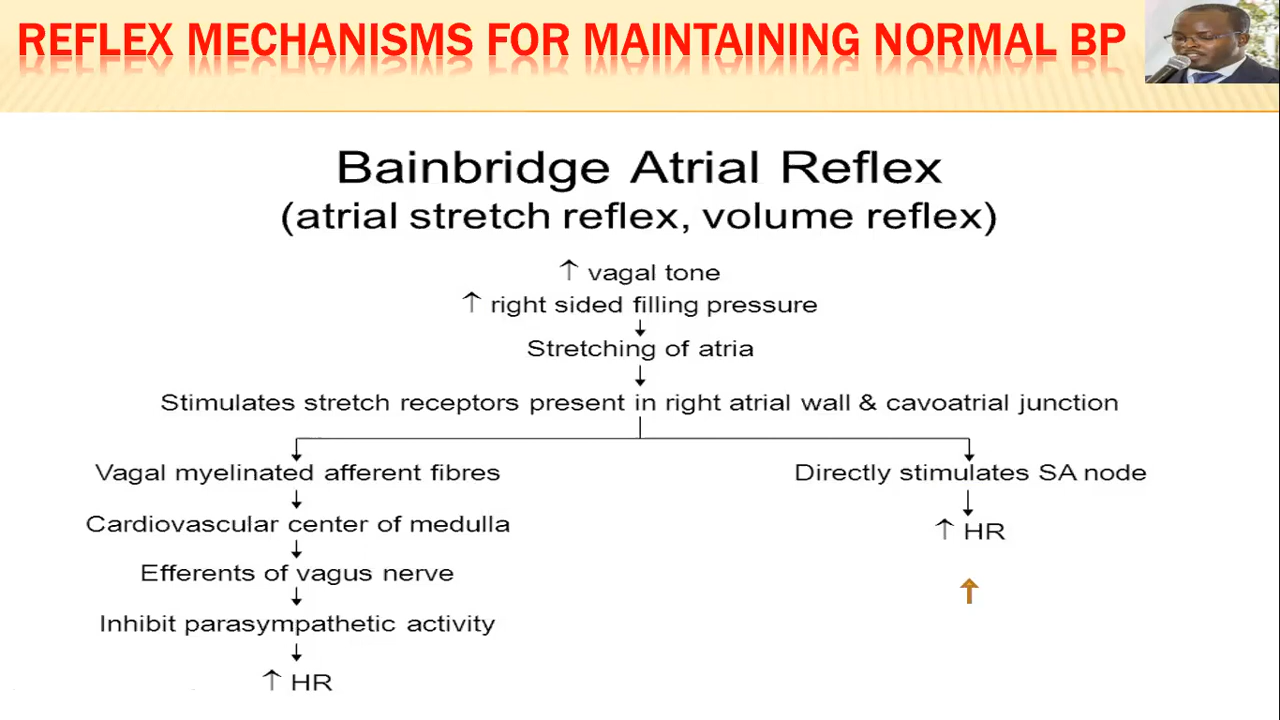 REFLEX MECHANISMS FOR MAINTAINING NORMAL BP
Bainbridge Atrial Reflex
(atrial stretch reflex, volume reflex)
↑ vagal tone
↑ right sided filling pressure
Stretching of atria
Stimulates stretch receptors present in right atrial wall & cavoatrial junction
Vagal myelinated afferent fibres
Cardiovascular center of medulla
Efferents of vagus nerve
Inhibit parasympathetic activity
↑ HR
Directly stimulates SA node
↑ HR